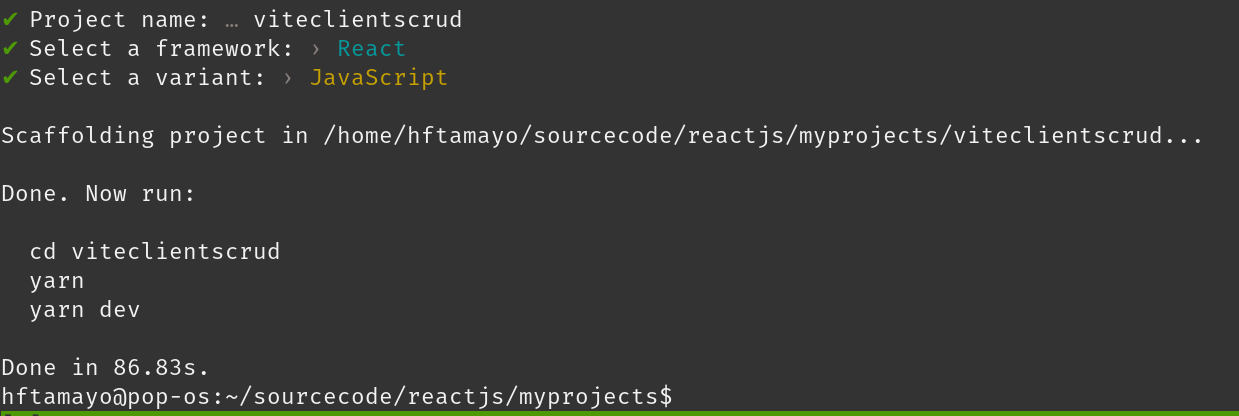 ✔ Project name: … viteclientscrud
✔ Select a framework: › React
✔ Select a variant: › JavaScript
Scaffolding project in /home/hftamayo/sourcecode/reactjs/myprojects/viteclientscrud...
Done. Now run:
cd viteclientscrud
yarn
yarn dev
Done in 86.83s.
hftamayo@pop-os:~/sourcecode/reactjs/myprojects$